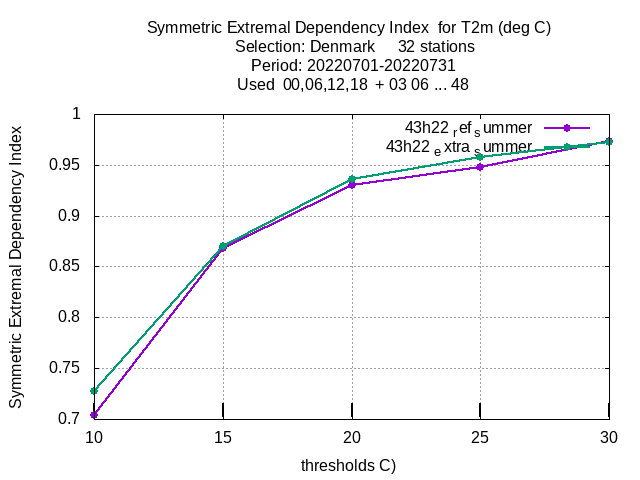 Symmetric Extremal Dependency Index for T2m (deg C)
Selection: Denmark 32 stations
Period: 20220701-20220731
Used 00,06,12,18 + 03 06 ... 48
Symmetric Extremal Dependency Index
1
0.95
0.9
0.85
0.8
0.75
0.7
43h22 ref summer
43h22 extra summer
10 15 20 25 30
thresholds C)